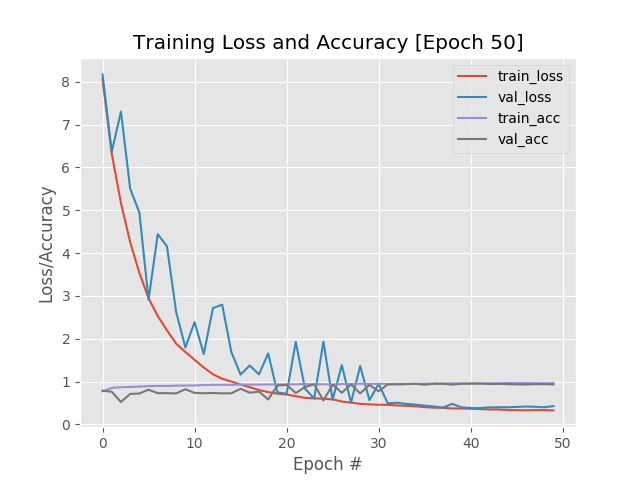 Training Loss and Accuracy [Epoch 50]
train_loss
val_loss
train_acc
val_acc
8
7
6
5
4
3
2
1
0
Loss/Accuracy
0 10 20 30 40 50
Epoch #